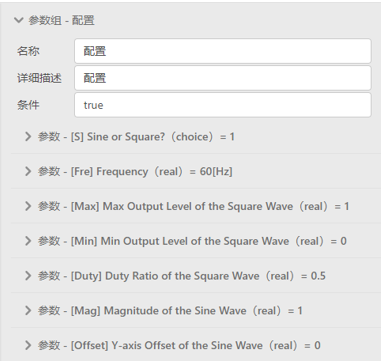 参数组 - 配置
名称 配置
详细描述 配置
条件 true
参数 - [S] Sine or Square?（choice）= 1
参数 - [Fre] Frequency（real）= 60[Hz]
参数 - [Max] Max Output Level of the Square Wave（real）= 1
参数 - [Min] Min Output Level of the Square Wave（real）= 0
参数 - [Duty] Duty Ratio of the Square Wave（real）= 0.5
参数 - [Mag] Magnitude of the Sine Wave（real）= 1
参数 - [Offset] Y-axis Offset of the Sine Wave（real）= 0